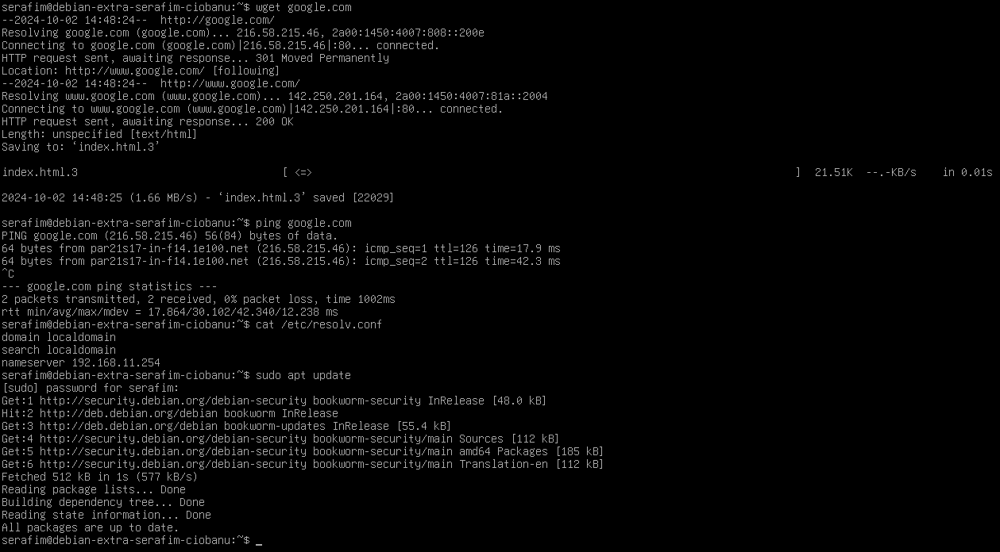 serafim@debian-extra-serafim-ciobanu:~$ wget google.com
--2024-10-02 14:48:24--  http://google.com/
Resolving google.com (google.com)... 216.58.215.46, 2a00:1450:4007:808::200e
Connecting to google.com (google.com)|216.58.215.46|:80... connected.
HTTP request sent, awaiting response... 301 Moved Permanently
Location: http://www.google.com/ [following]
--2024-10-02 14:48:24--  http://www.google.com/
Resolving www.google.com (www.google.com)... 142.250.201.164, 2a00:1450:4007:81a::2004
Connecting to www.google.com (www.google.com)|142.250.201.164|:80... connected.
HTTP request sent, awaiting response... 200 OK
Length: unspecified [text/html]
Saving to: ‘index.html.3’
index.html.3                                [ <=>                                                                            ]  21.51K  --.-KB/s    in 0.01s
2024-10-02 14:48:25 (1.66 MB/s) - ‘index.html.3’ saved [22029]
serafim@debian-extra-serafim-ciobanu:~$ ping google.com
PING google.com (216.58.215.46) 56(84) bytes of data.
64 bytes from par21s17-in-f14.1e100.net (216.58.215.46): icmp_seq=1 ttl=126 time=17.9 ms
64 bytes from par21s17-in-f14.1e100.net (216.58.215.46): icmp_seq=2 ttl=126 time=42.3 ms
^C
--- google.com ping statistics ---
2 packets transmitted, 2 received, 0% packet loss, time 1002ms
rtt min/avg/max/mdev = 17.864/30.102/42.340/12.238 ms
serafim@debian-extra-serafim-ciobanu:~$ cat /etc/resolv.conf
domain localdomain
search localdomain
nameserver 192.168.11.254
serafim@debian-extra-serafim-ciobanu:~$ sudo apt update
[sudo] password for serafim:
Get:1 http://security.debian.org/debian-security bookworm-security InRelease [48.0 kB]
Hit:2 http://deb.debian.org/debian bookworm InRelease
Get:3 http://deb.debian.org/debian bookworm-updates InRelease [55.4 kB]
Get:4 http://security.debian.org/debian-security bookworm-security/main Sources [112 kB]
Get:5 http://security.debian.org/debian-security bookworm-security/main amd64 Packages [185 kB]
Get:6 http://security.debian.org/debian-security bookworm-security/main Translation-en [112 kB]
Fetched 512 kB in 1s (577 kB/s)
Reading package lists... Done
Building dependency tree... Done
Reading state information... Done
All packages are up to date.
serafim@debian-extra-serafim-ciobanu:~$ _